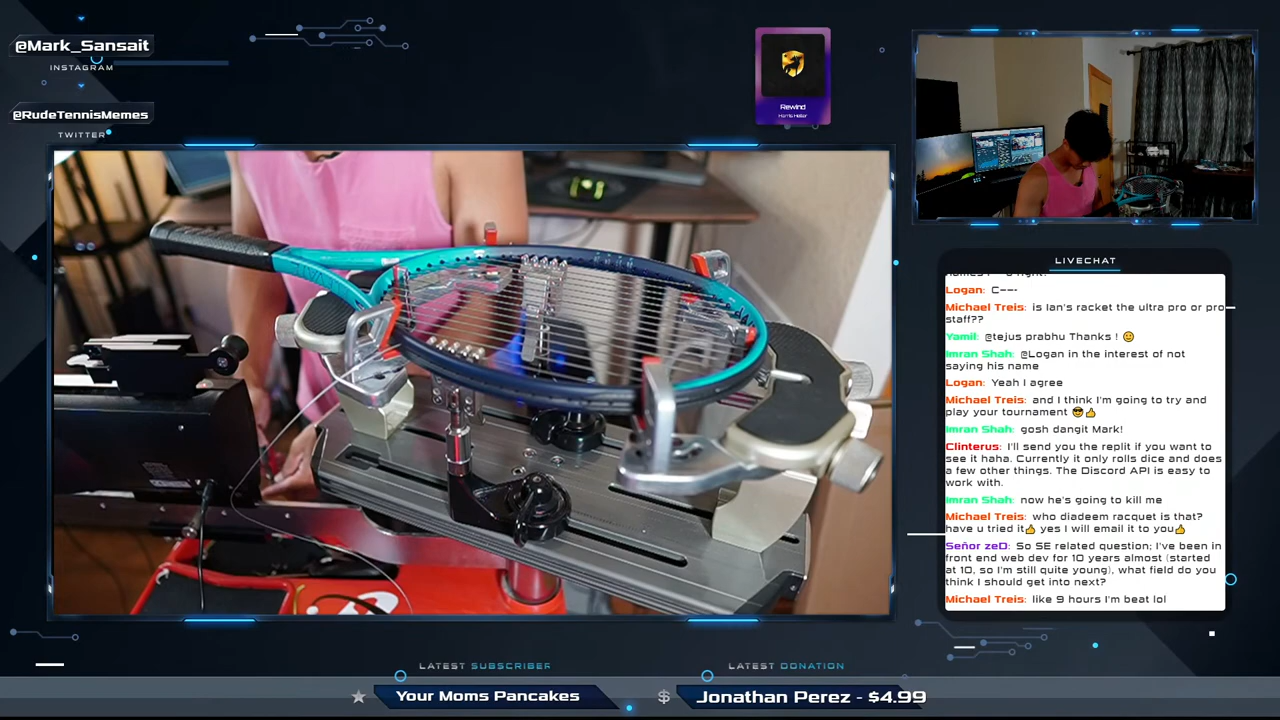 @Mark_Sansait
INSTAGRAM
@RudeTennisMemes
TWITTER
Rewind
LIVECHAT
Logan: C---
Michael Treis: is Ian's racket the ultra pro or pro
staff??
Yamil: @tejus prabhu Thanks ! 🙂
Imran Shah: @Logan in the interest of not
saying his name
Logan: Yeah I agree
Michael Treis: and I think I'm going to try and
play your tournament 😎👍
Imran Shah: gosh dangit Mark!
Clinterus: I'll send you the replit if you want to
see it haha. Currently it only rolls dice and does
a few other things. The Discord API is easy to
work with.
Imran Shah: now he's going to kill me
Michael Treis: who diadeem racquet is that?
have u tried it👍 yes I will email it to you👍
Señor zeD: So SE related question; I've been in
front end web dev for 10 years almost (started
at 10, so I'm still quite young), what field do you
think I should get into next?
Michael Treis: like 9 hours I'm beat lol
LATEST SUBSCRIBER
Your Moms Pancakes
LATEST DONATION
$ Jonathan Perez - $4.99